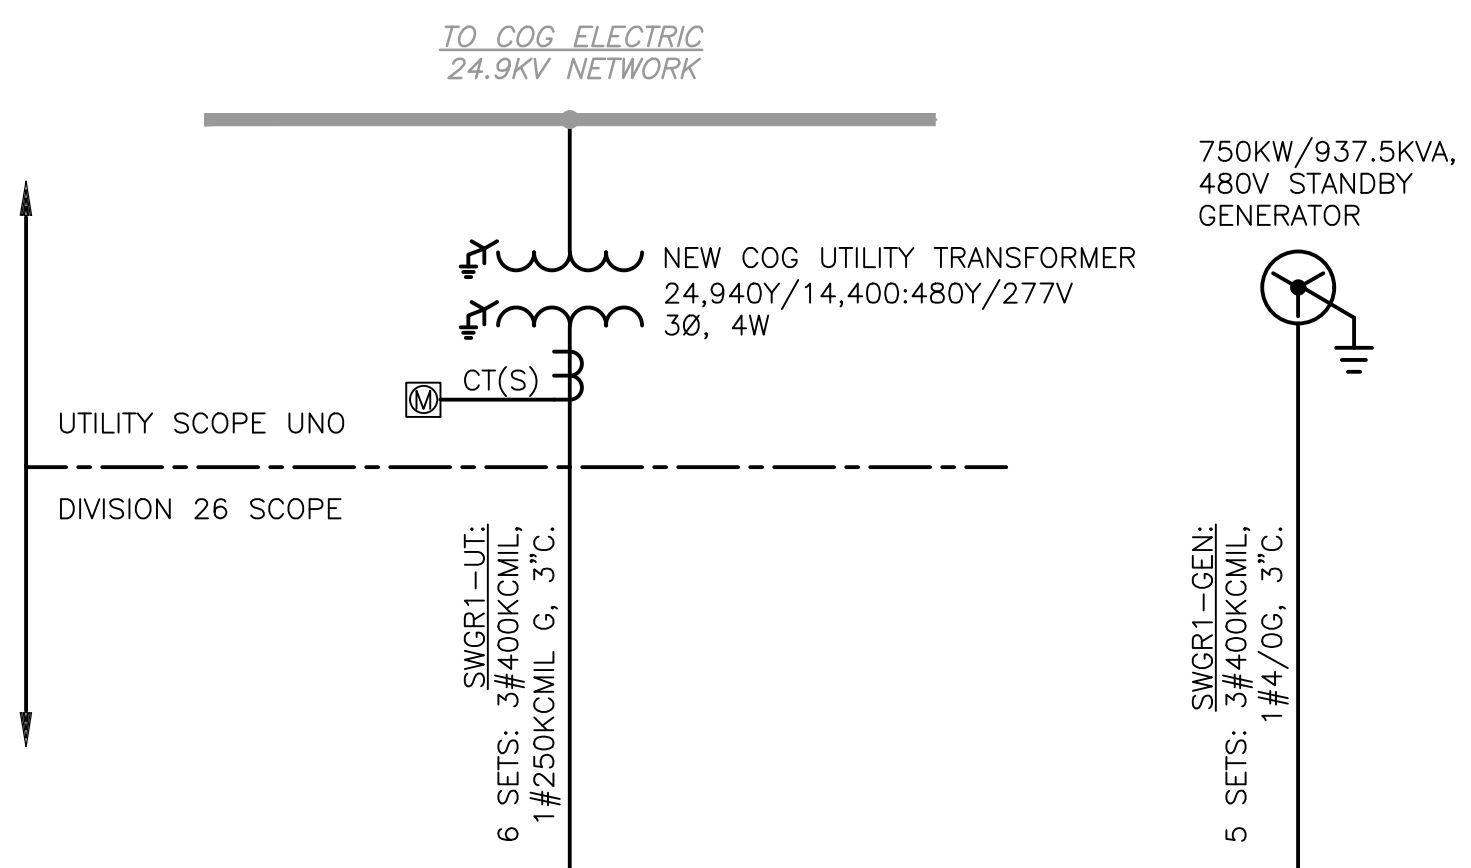 TO COG ELECTRIC
24.9KV NETWORK
750KW/937.5KVA,
480V STANDBY
GENERATOR
NEW COG UTILITY TRANSFORMER
24,940Y/14,400:480Y/277V
3Ø, 4W
CT(S)
M
UTILITY SCOPE UNO
DIVISION 26 SCOPE
SWGR1-UT:
6 SETS: 3#400KCMIL,
1#250KCMIL G, 3"C.
SWGR1-GEN:
5 SETS: 3#400KCMIL,
1#4/0G, 3"C.